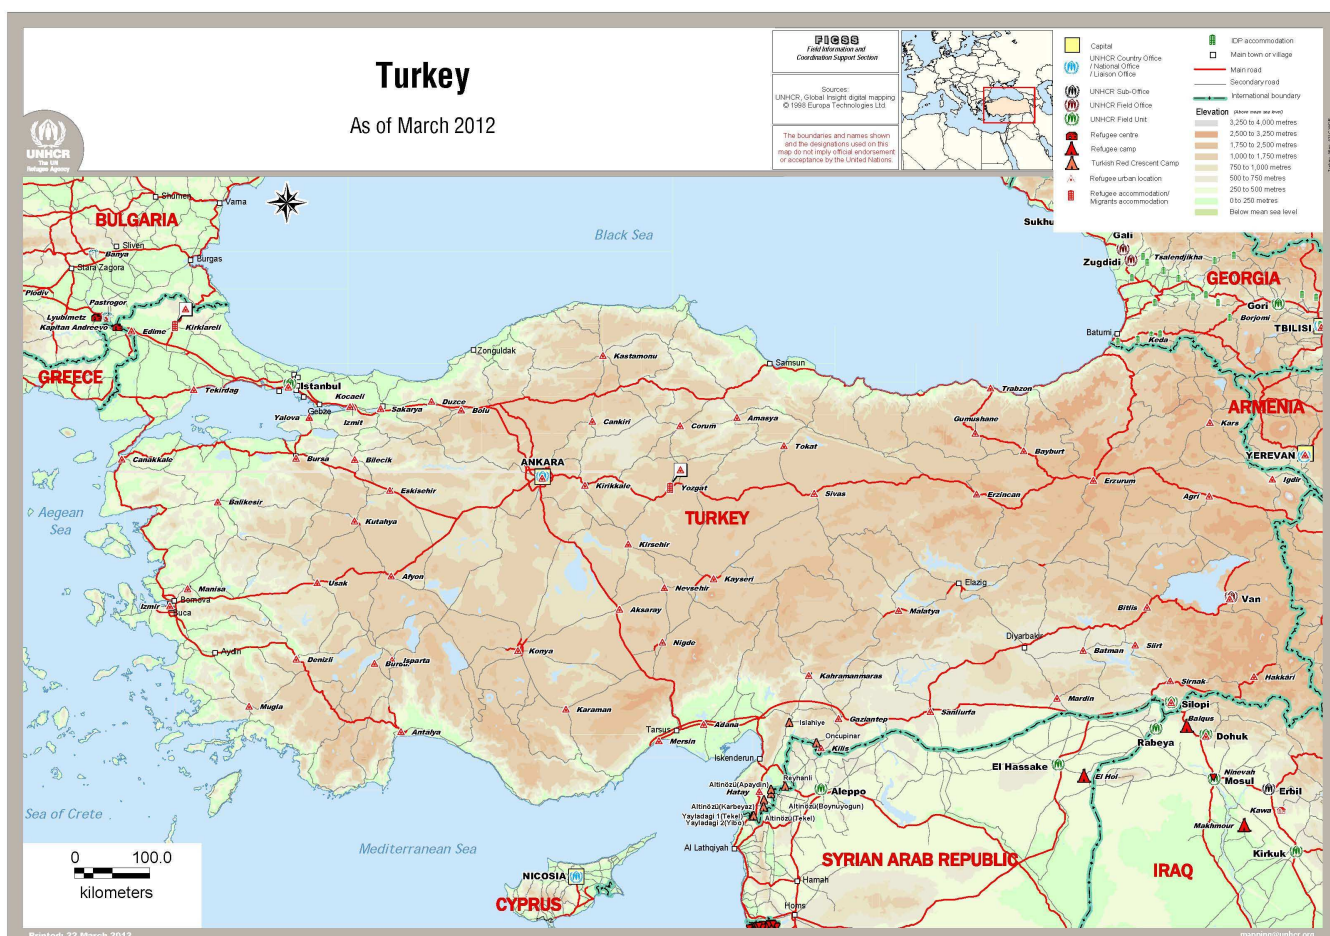 Turkey
As of March 2012
UNHCR
The UN
Refugee Agency
FICSS
Field Information and
Coordination Support Section
Sources:
UNHCR, Global Insight digital mapping
© 1998 Europa Technologies Ltd
The boundaries and names shown
and the designations used on this
map do not imply official endorsement
or acceptance by the United Nations.
Capital
UNHCR Country Office
/ National Office
/ Liaison Office
UNHCR Sub-Office
UNHCR Field Office
UNHCR Field Unit
Refugee centre
Refugee camp
Turkish Red Crescent Camp
Refugee urban location
Refugee accommodation/
Migrants accommodation
IDP accommodation
Main town or village
Main road
Secondary road
International boundary
Elevation (Above mean sea level)
3,250 to 4,000 metres
2,500 to 3,250 metres
1,750 to 2,500 metres
1,000 to 1,750 metres
750 to 1,000 metres
500 to 750 metres
250 to 500 metres
0 to 250 metres
Below mean sea level
Shumen
Varna
BULGARIA
Black Sea
Sukhu
Gali
Sliven
Banya
Burgas
Stara Zagora
Zugdidi
Tsalendjikha
GEORGIA
Plodiv
Pastrogor
Lyubimetz
Kapitan Andreevo
Edirne
Kirklareli
Gori
Borjomi
TBILISI
Batumi
Keda
Zonguldak
Kastamonu
Samsun
GREECE
Tekirdag
Istanbul
Kocaeli
Gebze
Yalova
Izmit
Sakarya
Duzce
Bolu
Cankiri
Corum
Amasya
Trabzon
Gumushane
ARMENIA
Kars
Tokat
Bayburt
YEREVAN
Canakkale
Bursa
Bilecik
ANKARA
Kirikkale
Yozgat
Sivas
Erzincan
Erzurum
Agri
Igdir
Eskisehir
Balikesir
Aegean
Sea
Kutahya
TURKEY
Kirsehir
Usak
Afyon
Manisa
Kayseri
Nevsehir
Elazig
Izmir
Bornova
Buca
Aksaray
Malatya
Bitlis
Van
Aydin
Denizli
Burdur
Isparta
Konya
Nigde
Diyarbakir
Batman
Siirt
Kahramanmaras
Sirnak
Hakkari
Mugla
Karaman
Mardin
Silopi
Antalya
Tarsus
Adana
Mersin
Islahiye
Gaziantep
Sanliurfa
Balqus
Oncupinar
Kilis
Rabeya
Dohuk
Iskenderun
Reyhanli
El Hassake
El Hol
Ninevah
Mosul
Altinözü(Apaydin)
Hatay
Aleppo
Erbil
Altinözü(Karbeyaz)
Altinözü(Boynuyogun)
Yayladagi 1(Tekel)
Yayladagi 2(Yibo)
Altinözü(Tekel)
Kawa
Makhmour
Sea of Crete
Mediterranean Sea
Al Lathqiyah
Kirkuk
SYRIAN ARAB REPUBLIC
IRAQ
0 100.0
kilometers
NICOSIA
CYPRUS
Hamah
Homs
Printed: 22 March 2012
mapping@unhcr.org